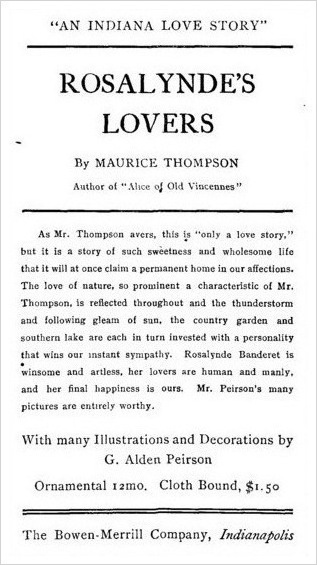 "AN INDIANA LOVE STORY"
ROSALYNDE'S
LOVERS
By MAURICE THOMPSON
Author of "Alice of Old Vincennes"
As Mr. Thompson avers, this is "only a love story,"
but it is a story of such sweetness and wholesome life
that it will at once claim a permanent home in our affections.
The love of nature, so prominent a characteristic of Mr.
Thompson, is reflected throughout and the thunderstorm
and following gleam of sun, the country garden and
southern lake are each in turn invested with a personality
that wins our instant sympathy. Rosalynde Banderet is
winsome and artless, her lovers are human and manly,
and her final happiness is ours. Mr. Peirson's many
pictures are entirely worthy.
With many Illustrations and Decorations by
G. Alden Peirson
Ornamental 12mo. Cloth Bound, $1.50
The Bowen-Merrill Company, Indianapolis